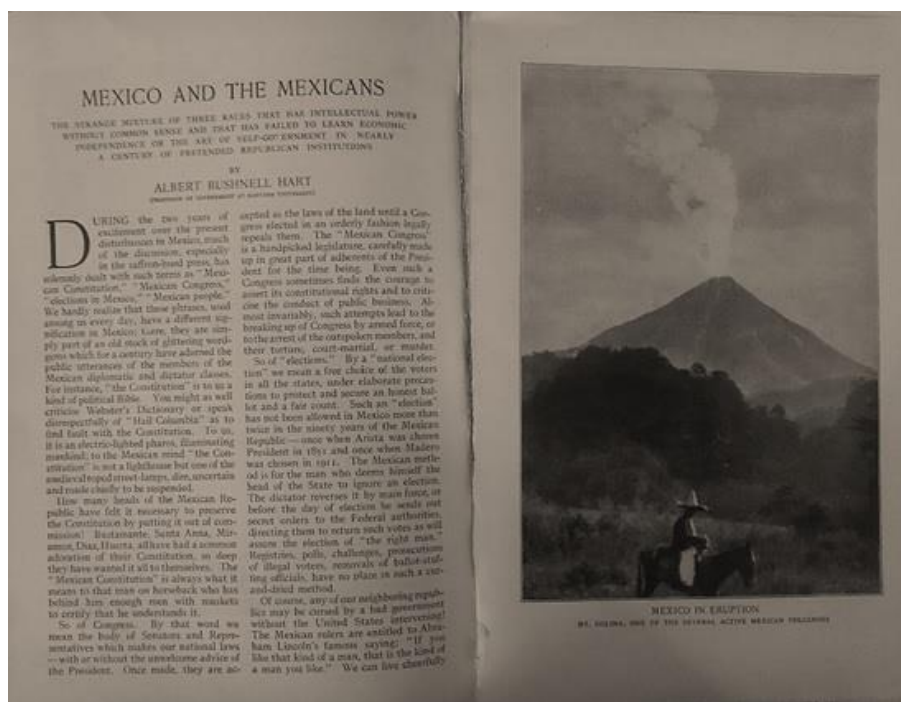 MEXICO AND THE MEXICANS
THE STRANGE MIXTURE OF THREE RACES THAT HAS INTELLECTUAL POWER
WITHOUT COMMON SENSE AND THAT HAS FAILED TO LEARN ECONOMIC
INDEPENDENCE OR THE ART OF SELF-GOVERNMENT IN NEARLY
A CENTURY OF PRETENDED REPUBLICAN INSTITUTIONS
BY
ALBERT BUSHNELL HART
(PROFESSOR OF GOVERNMENT AT HARVARD UNIVERSITY)
DURING the two years of
excitement over the present
disturbances in Mexico, much
of the discussion, especially
in the saffron-hued press, has
solemnly dealt with such terms as "Mexi-
can Constitution," "Mexican Congress,"
"elections in Mexico," "Mexican people."
We hardly realize that these phrases, used
among us every day, have a different sig-
nification in Mexico; there, they are sim-
ply part of an old stock of glittering word-
gems which for a century have adorned the
public utterances of the members of the
Mexican diplomatic and dictator classes.
For instance, "the Constitution" is to us a
kind of political Bible. You might as well
criticise Webster's Dictionary or speak
disrespectfully of "Hail Columbia" as to
find fault with the Constitution. To us,
it is an electric-lighted pharos, illuminating
mankind; to the Mexican mind "the Con-
stitution" is not a lighthouse but one of the
medieval roped street-lamps, dim, uncertain
and made chiefly to be suspended.
How many heads of the Mexican Re-
public have felt it necessary to preserve
the Constitution by putting it out of com-
mission! Bustamante, Santa Anna, Mir-
amon, Diaz, Huerta, all have had a common
adoration of their Constitution, so deep
they have wanted it all to themselves. The
"Mexican Constitution" is always what it
means to that man on horseback who has
behind him enough men with muskets
to certify that he understands it.
So of Congress. By that word we
mean the body of Senators and Repre-
sentatives which makes our national laws
—with or without the unwelcome advice of
the President. Once made, they are ac-
cepted as the laws of the land until a Con-
gress elected in an orderly fashion legally
repeals them. The "Mexican Congress"
is a handpicked legislature, carefully made
up in great part of adherents of the Presi-
dent for the time being. Even such a
Congress sometimes finds the courage to
assert its constitutional rights and to criti-
cise the conduct of public business. Al-
most invariably, such attempts lead to the
breaking up of Congress by armed force, or
to the arrest of the outspoken members, and
their torture, court-martial, or murder.
So of "elections." By a "national elec-
tion" we mean a free choice of the voters
in all the states, under elaborate precau-
tions to protect and secure an honest bal-
lot and a fair count. Such an "election"
has not been allowed in Mexico more than
twice in the ninety years of the Mexican
Republic—once when Arista was chosen
President in 1851 and once when Madero
was chosen in 1911. The Mexican meth-
od is for the man who deems himself the
head of the State to ignore an election.
The dictator reverses it by main force, or
before the day of election he sends out
secret orders to the Federal authorities,
directing them to return such votes as will
assure the election of "the right man."
Registries, polls, challenges, prosecutions
of illegal voters, removals of ballot-stuf-
fing officials, have no place in such a cut-
and-dried method.
Of course, any of our neighboring repub-
lics may be cursed by a bad government
without the United States intervening!
The Mexican rulers are entitled to Abra-
ham Lincoln's famous saying: "If you
like that kind of a man, that is the kind of
a man you like." We can live cheerfully
MEXICO IN ERUPTION
MT. COLIMA, ONE OF THE SEVERAL ACTIVE MEXICAN VOLCANOES